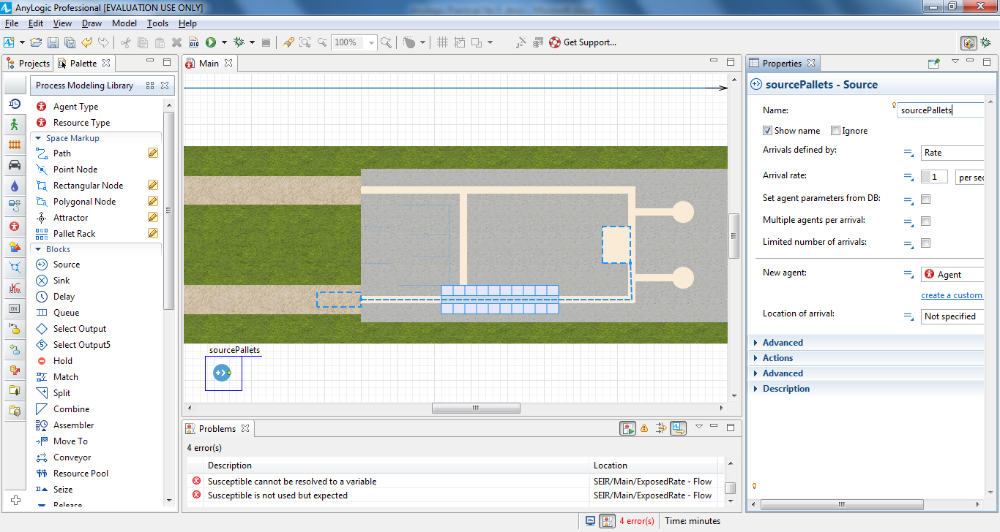 AnyLogic Professional [EVALUATION USE ONLY]
File Edit View Draw Model Tools Help
100% Get Support...
Projects Palette
Process Modeling Library
Agent Type
Resource Type
Space Markup
Path
Point Node
Rectangular Node
Polygonal Node
Attractor
Pallet Rack
Blocks
Source
Sink
Delay
Queue
Select Output
Select Output5
Hold
Match
Split
Combine
Assembler
Move To
Conveyor
Resource Pool
Seize
Release
Main
sourcePallets
Problems
4 error(s)
Description Location
Susceptible cannot be resolved to a variable SEIR/Main/ExposedRate - Flow
Susceptible is not used but expected SEIR/Main/ExposedRate - Flow
Properties
sourcePallets - Source
Name: sourcePallets
Show name Ignore
Arrivals defined by: Rate
Arrival rate: 1 per sec
Set agent parameters from DB:
Multiple agents per arrival:
Limited number of arrivals:
New agent: Agent
create a custom
Location of arrival: Not specified
Advanced
Actions
Advanced
Description
4 error(s) Time: minutes